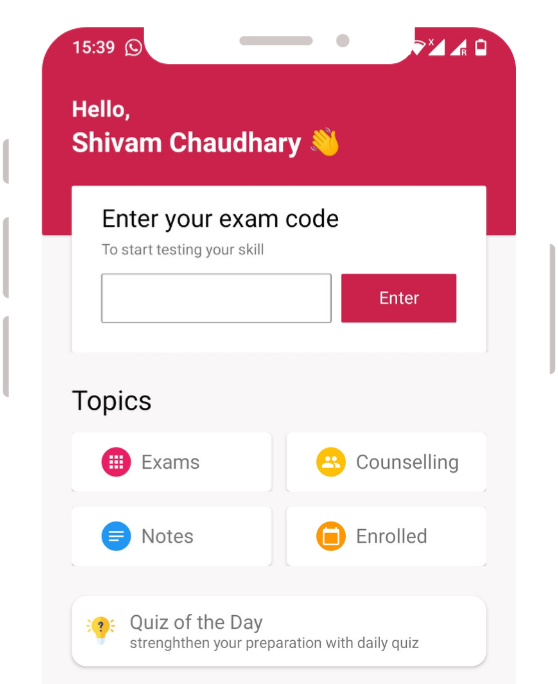 15:39
X
R
Hello,
Shivam Chaudhary 👋
Enter your exam code
To start testing your skill
Enter
Topics
Exams
Counselling
Notes
Enrolled
?
Quiz of the Day
strenghthen your preparation with daily quiz